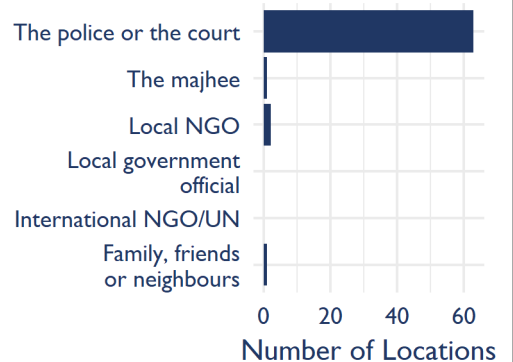 The police or the court
The majhee
Local NGO
Local government
official
International NGO/UN
Family, friends
or neighbours
0 20 40 60
Number of Locations